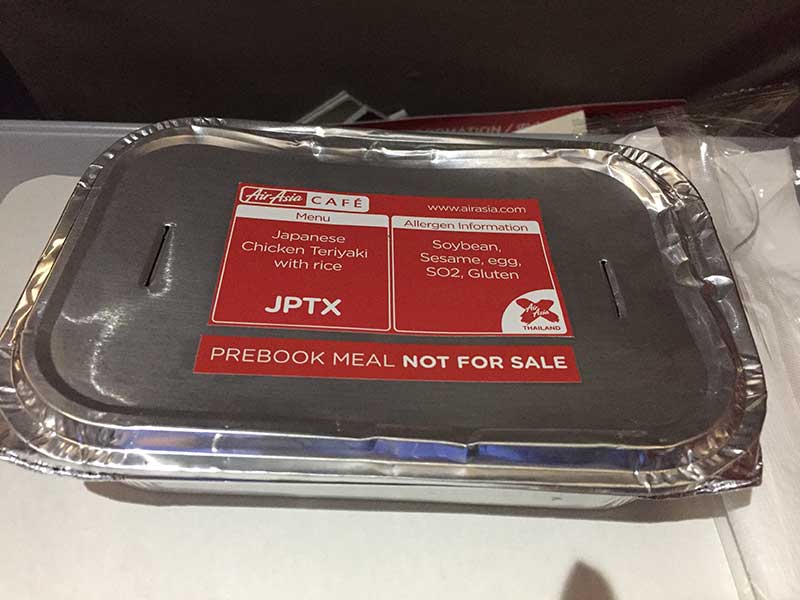 AirAsia CAFÉ
www.airasia.com
Menu
Japanese
Chicken Teriyaki
with rice
JPTX
Allergen Information
Soybean,
Sesame, egg,
SO2, Gluten
AirAsia
THAILAND
PREBOOK MEAL NOT FOR SALE